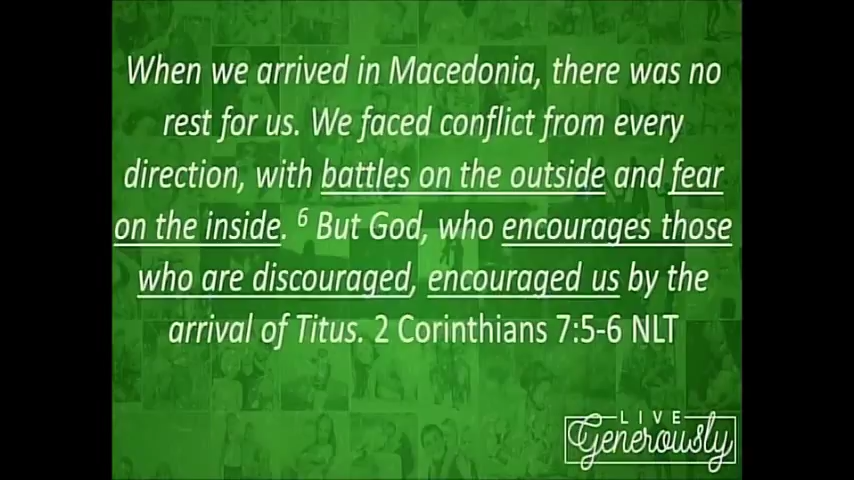 When we arrived in Macedonia, there was no
rest for us. We faced conflict from every
direction, with battles on the outside and fear
on the inside. ⁶ But God, who encourages those
who are discouraged, encouraged us by the
arrival of Titus. 2 Corinthians 7:5-6 NLT
LIVE
Generously